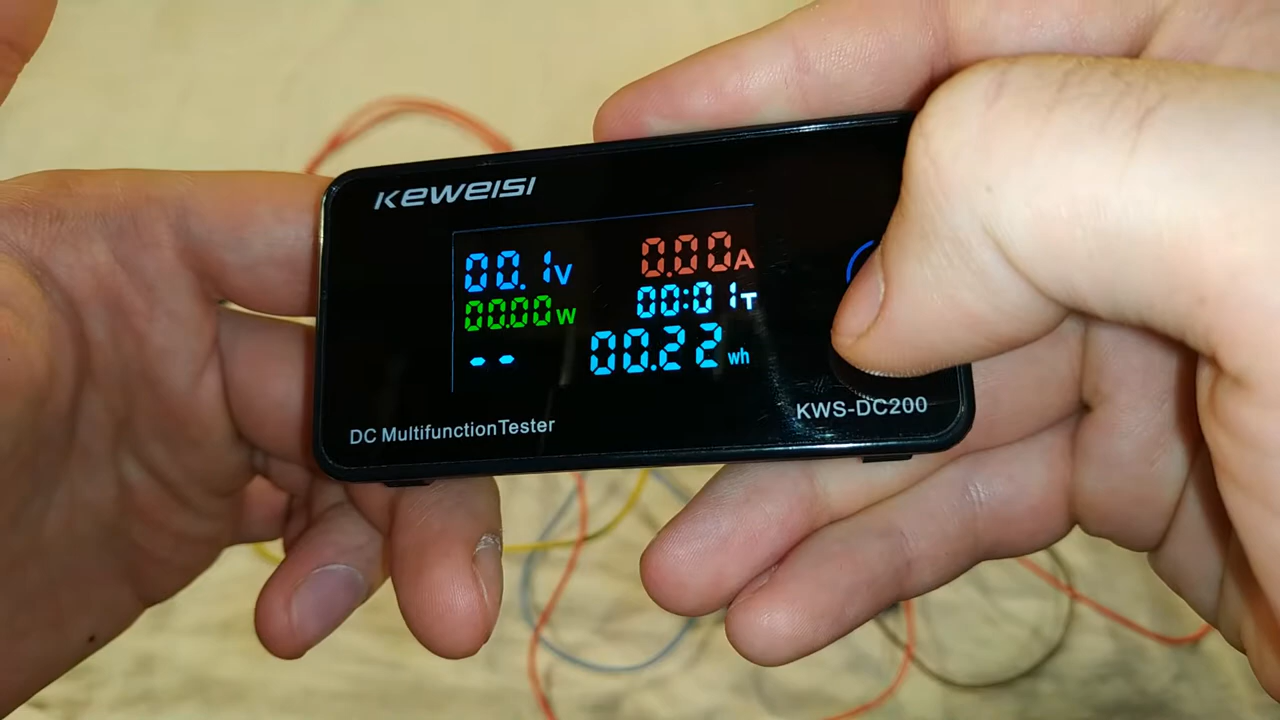 KEWEISI
00.1V 0.00A
00.00W 00:01T
-- 00.22wh
DC MultifunctionTester
KWS-DC200